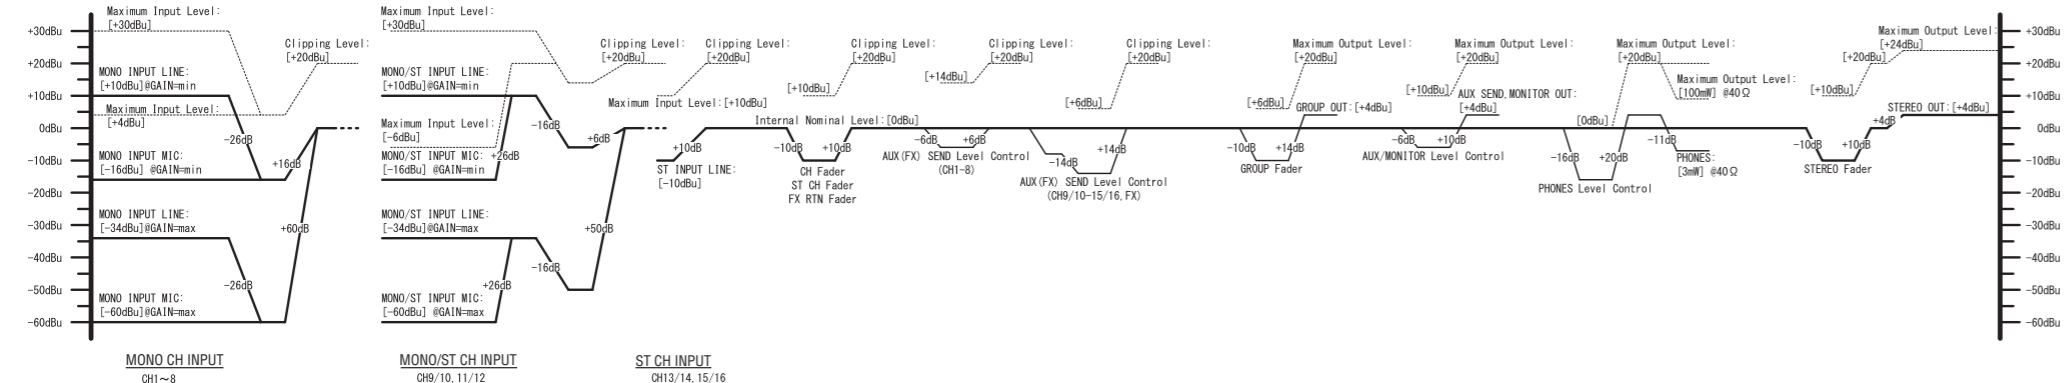 Maximum Input Level:
[+30dBu]
Clipping Level:
[+20dBu]
MONO INPUT LINE:
[+10dBu]@GAIN=min
Maximum Input Level:
[+4dBu]
-26dB
MONO INPUT MIC:
[-16dBu] @GAIN=min
+16dB
MONO INPUT LINE:
[-34dBu]@GAIN=max
+60dB
-26dB
MONO INPUT MIC:
[-60dBu]@GAIN=max
+30dBu
+20dBu
+10dBu
0dBu
-10dBu
-20dBu
-30dBu
-40dBu
-50dBu
-60dBu
MONO CH INPUT
CH1～8
Maximum Input Level:
[+30dBu]
Clipping Level:
[+20dBu]
MONO/ST INPUT LINE:
[+10dBu]@GAIN=min
Maximum Input Level:
[-6dBu]
-16dB
+6dB
MONO/ST INPUT MIC:
[-16dBu] @GAIN=min
+26dB
MONO/ST INPUT LINE:
[-34dBu]@GAIN=max
+50dB
-16dB
+26dB
MONO/ST INPUT MIC:
[-60dBu] @GAIN=max
MONO/ST CH INPUT
CH9/10, 11/12
Clipping Level:
[+20dBu]
Maximum Input Level:[+10dBu]
+10dB
ST INPUT LINE:
[-10dBu]
ST CH INPUT
CH13/14, 15/16
Internal Nominal Level:[0dBu]
Clipping Level:
[+20dBu]
[+10dBu]
-10dB
+10dB
CH Fader
ST CH Fader
FX RTN Fader
Clipping Level:
[+20dBu]
[+14dBu]
-6dB
+6dB
AUX(FX) SEND Level Control
(CH1-8)
Clipping Level:
[+20dBu]
[+6dBu]
-14dB
+14dB
AUX(FX) SEND Level Control
(CH9/10-15/16, FX)
Maximum Output Level:
[+20dBu]
[+6dBu]
GROUP OUT:[+4dBu]
-10dB
+14dB
GROUP Fader
Maximum Output Level:
[+20dBu]
[+10dBu]
AUX SEND, MONITOR OUT:
[+4dBu]
-6dB
+10dB
AUX/MONITOR Level Control
Maximum Output Level:
[+20dBu]
Maximum Output Level:
[100mW] @40Ω
[0dBu]
-16dB
+20dB
-11dB
PHONES:
[3mW] @40Ω
PHONES Level Control
Maximum Output Level:
[+24dBu]
[+20dBu]
[+10dBu]
STEREO OUT: [+4dBu]
+4dB
-10dB
+10dB
STEREO Fader
+30dBu
+20dBu
+10dBu
0dBu
-10dBu
-20dBu
-30dBu
-40dBu
-50dBu
-60dBu